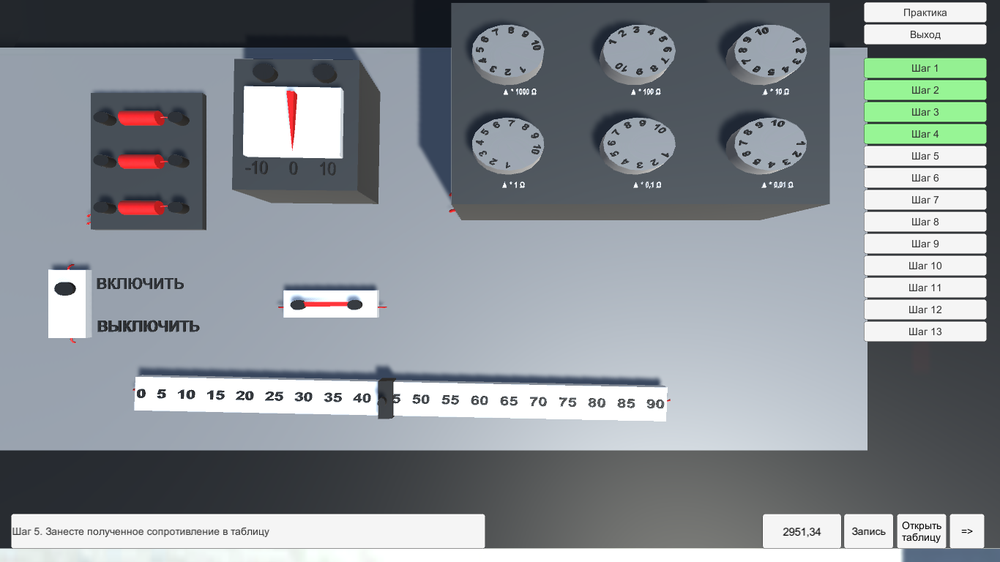 Практика
Выход
Шаг 1
Шаг 2
Шаг 3
Шаг 4
Шаг 5
Шаг 6
Шаг 7
Шаг 8
Шаг 9
Шаг 10
Шаг 11
Шаг 12
Шаг 13
▲ * 1000 Ω
▲ * 100 Ω
▲ * 10 Ω
▲ * 1 Ω
▲ * 0,1 Ω
▲ * 0,01 Ω
-10 0 10
ВКЛЮЧИТЬ
ВЫКЛЮЧИТЬ
0 5 10 15 20 25 30 35 40 5 50 55 60 65 70 75 80 85 90
Шаг 5. Занесте полученное сопротивление в таблицу
2951,34
Запись
Открыть
таблицу
=>